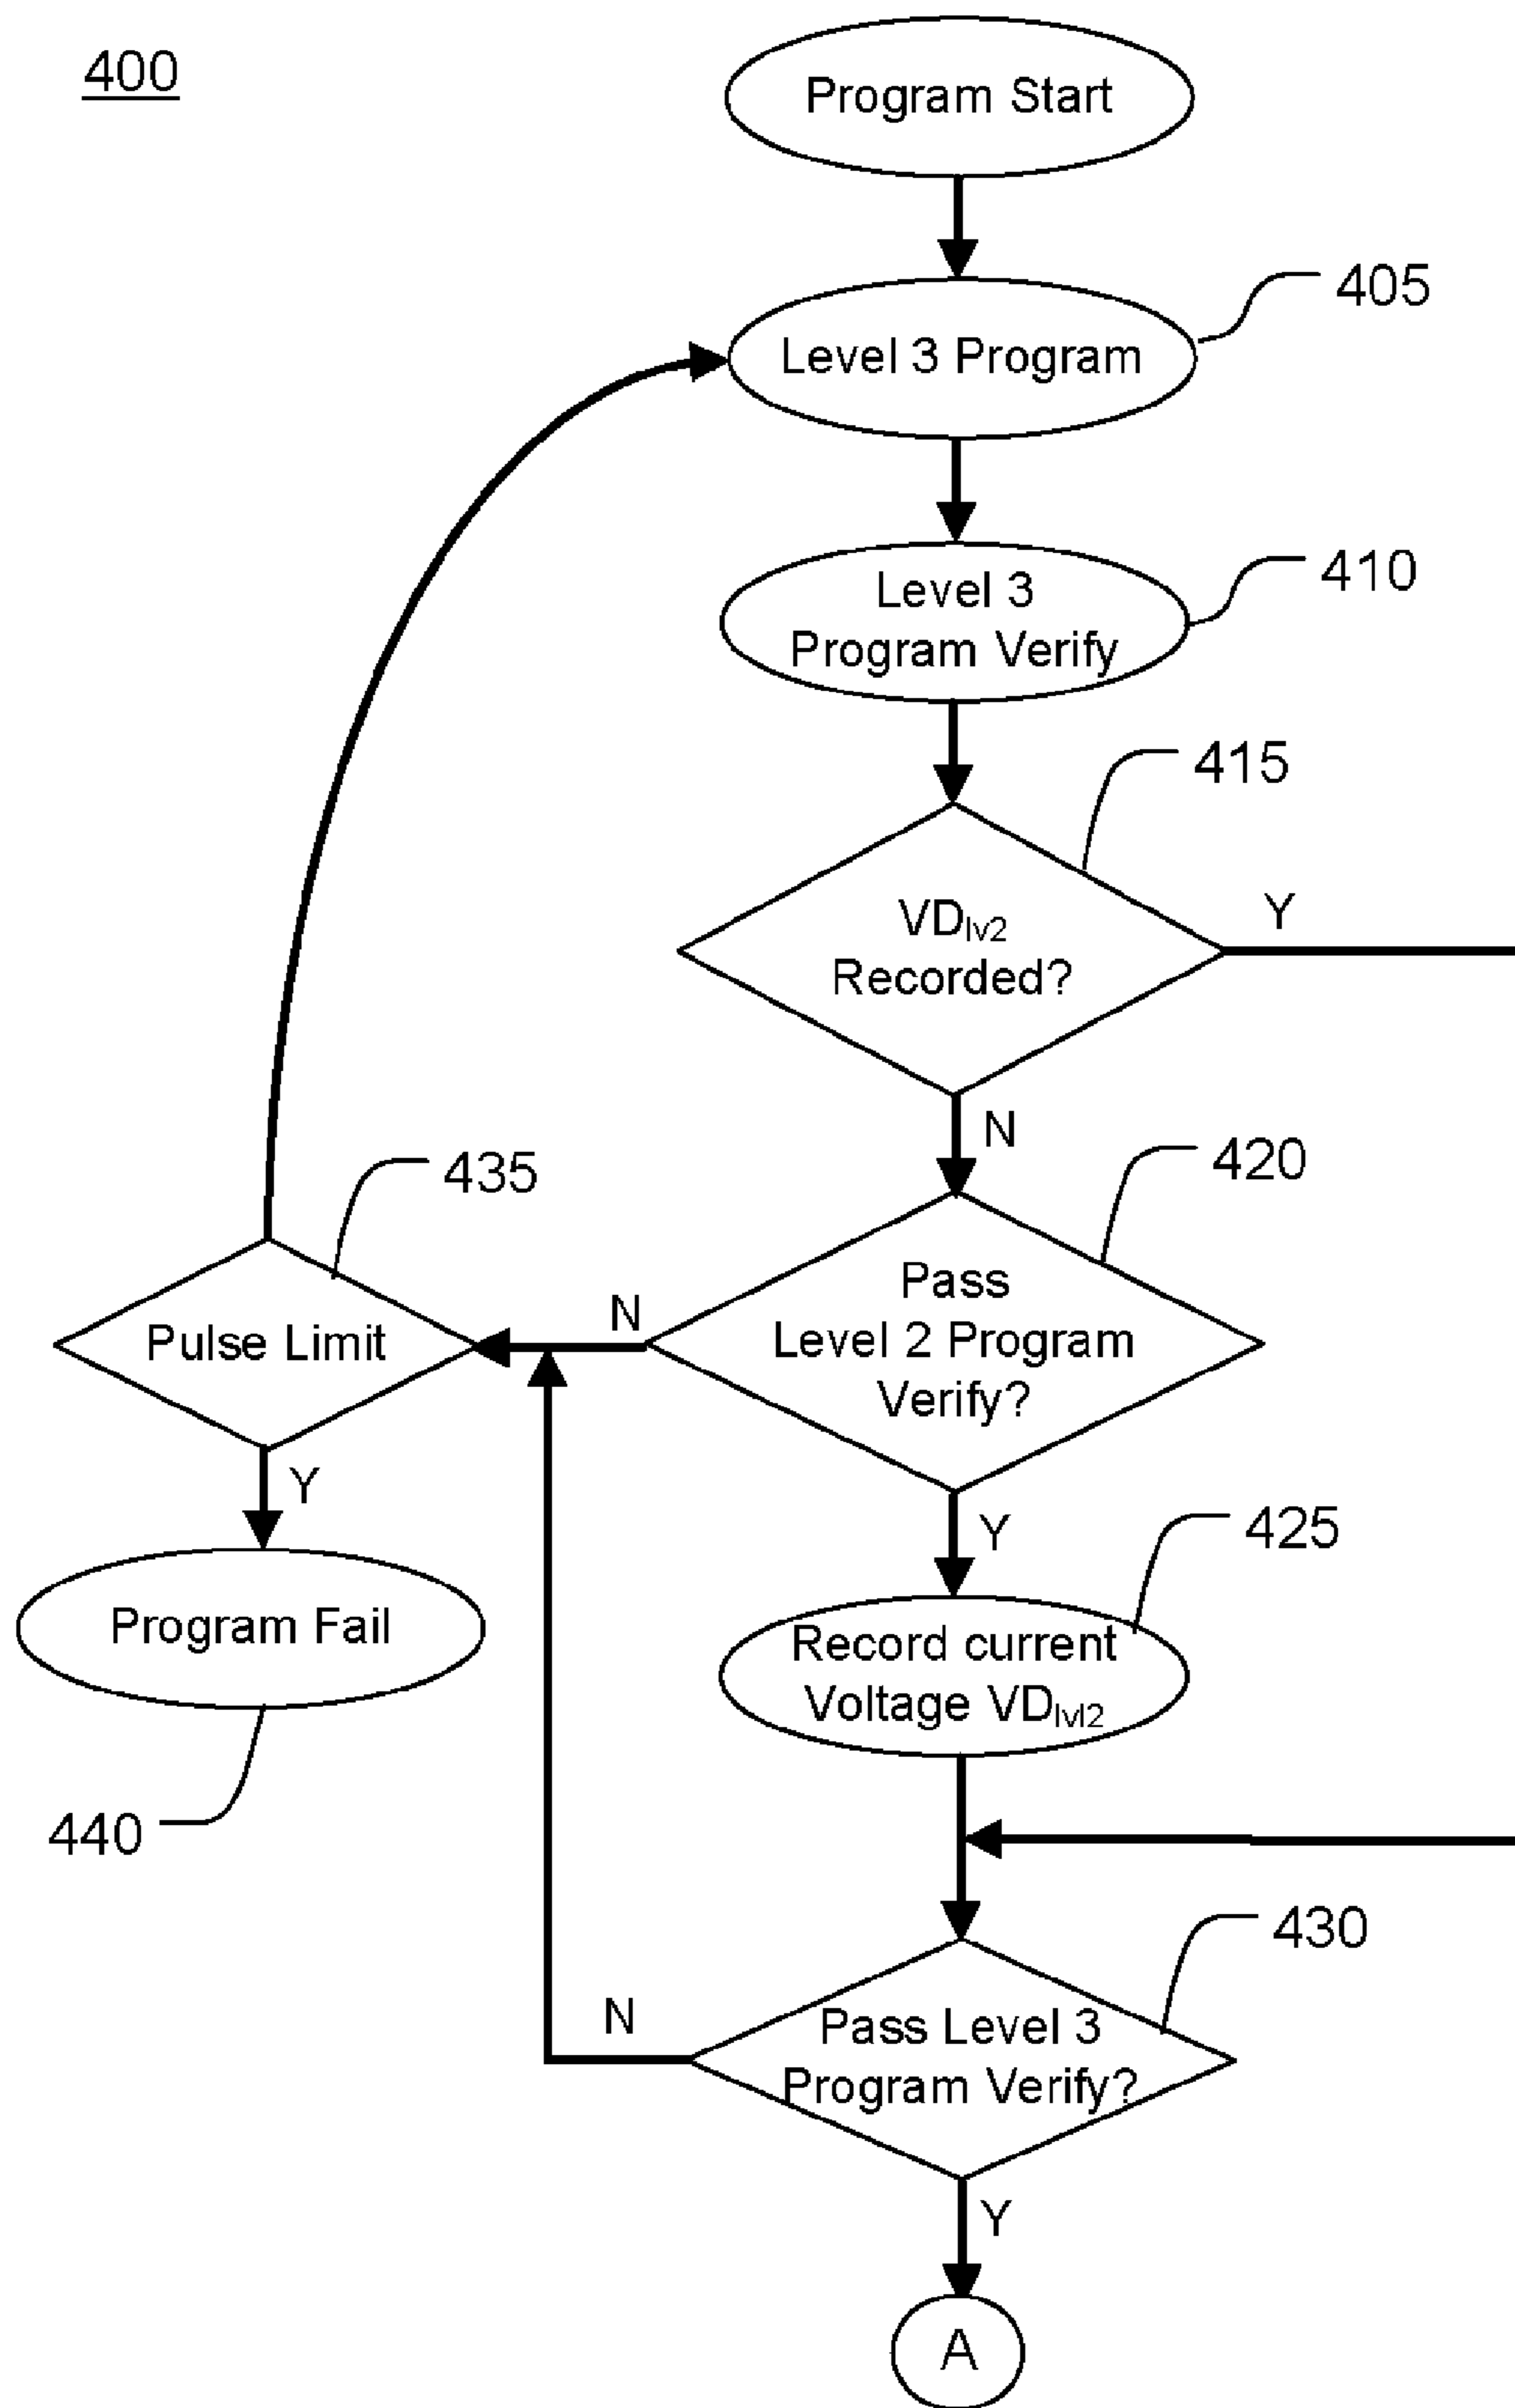 400
Program Start
405
Level 3 Program
410
Level 3
Program Verify
415
VDlv2
Recorded?
Y
N
420
435
Pass
Level 2 Program
Verify?
N
Pulse Limit
Y
Y
425
Program Fail
Record current
Voltage VDlvl2
440
430
N
Pass Level 3
Program Verify?
Y
A